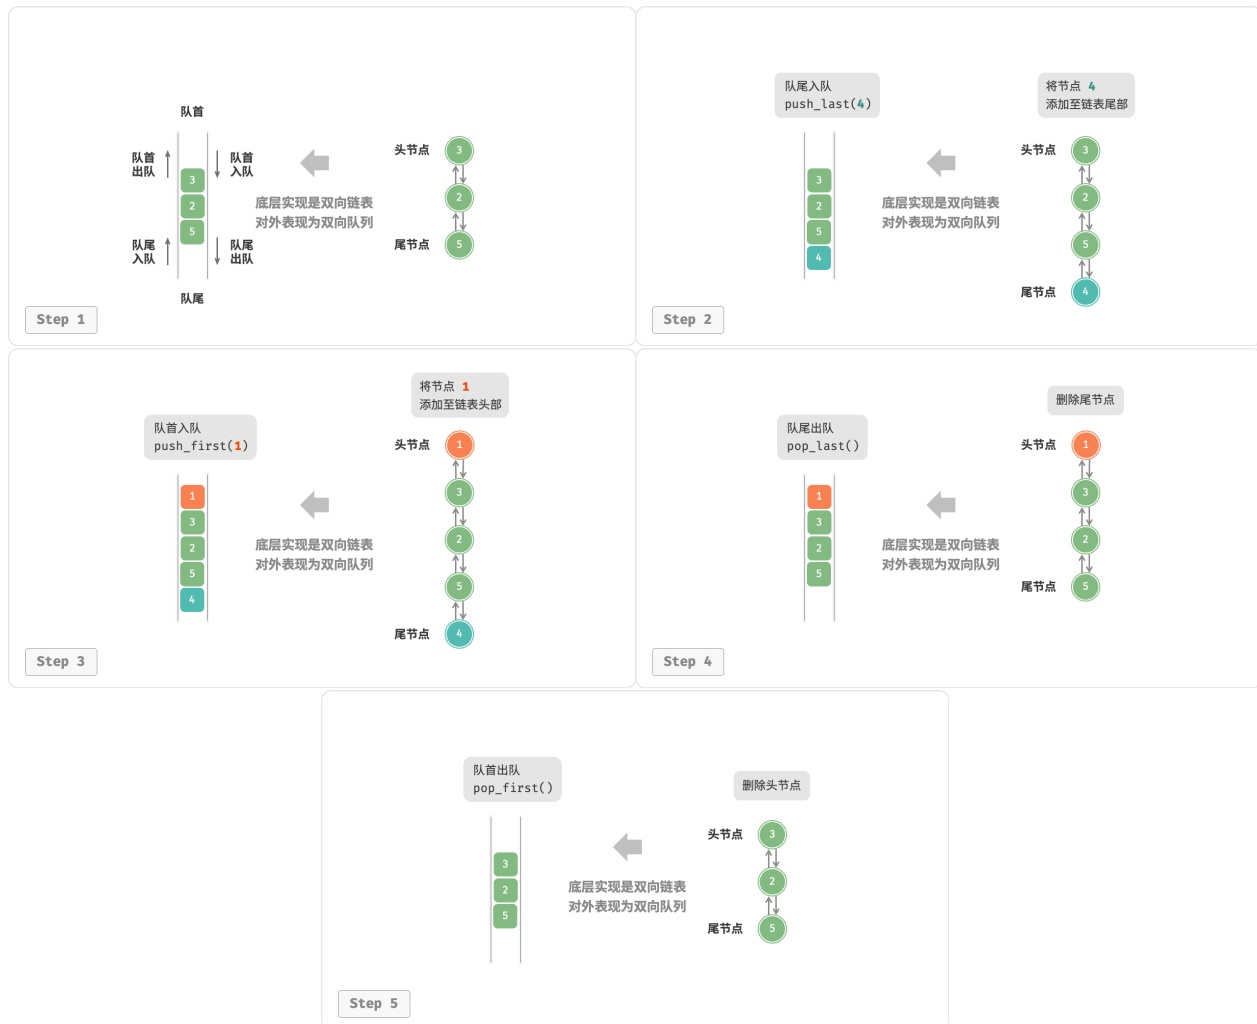 队首
队首
出队
队首
入队
3
2
5
队尾
入队
队尾
出队
队尾
底层实现是双向链表
对外表现为双向队列
头节点
3
2
尾节点
5
Step 1
队尾入队
push_last(4)
3
2
5
4
底层实现是双向链表
对外表现为双向队列
将节点 4
添加至链表尾部
头节点
3
2
5
尾节点
4
Step 2
队首入队
push_first(1)
1
3
2
5
4
底层实现是双向链表
对外表现为双向队列
将节点 1
添加至链表头部
头节点
1
3
2
5
尾节点
4
Step 3
队尾出队
pop_last()
1
3
2
5
底层实现是双向链表
对外表现为双向队列
删除尾节点
头节点
1
3
2
尾节点
5
Step 4
队首出队
pop_first()
3
2
5
底层实现是双向链表
对外表现为双向队列
删除头节点
头节点
3
2
尾节点
5
Step 5